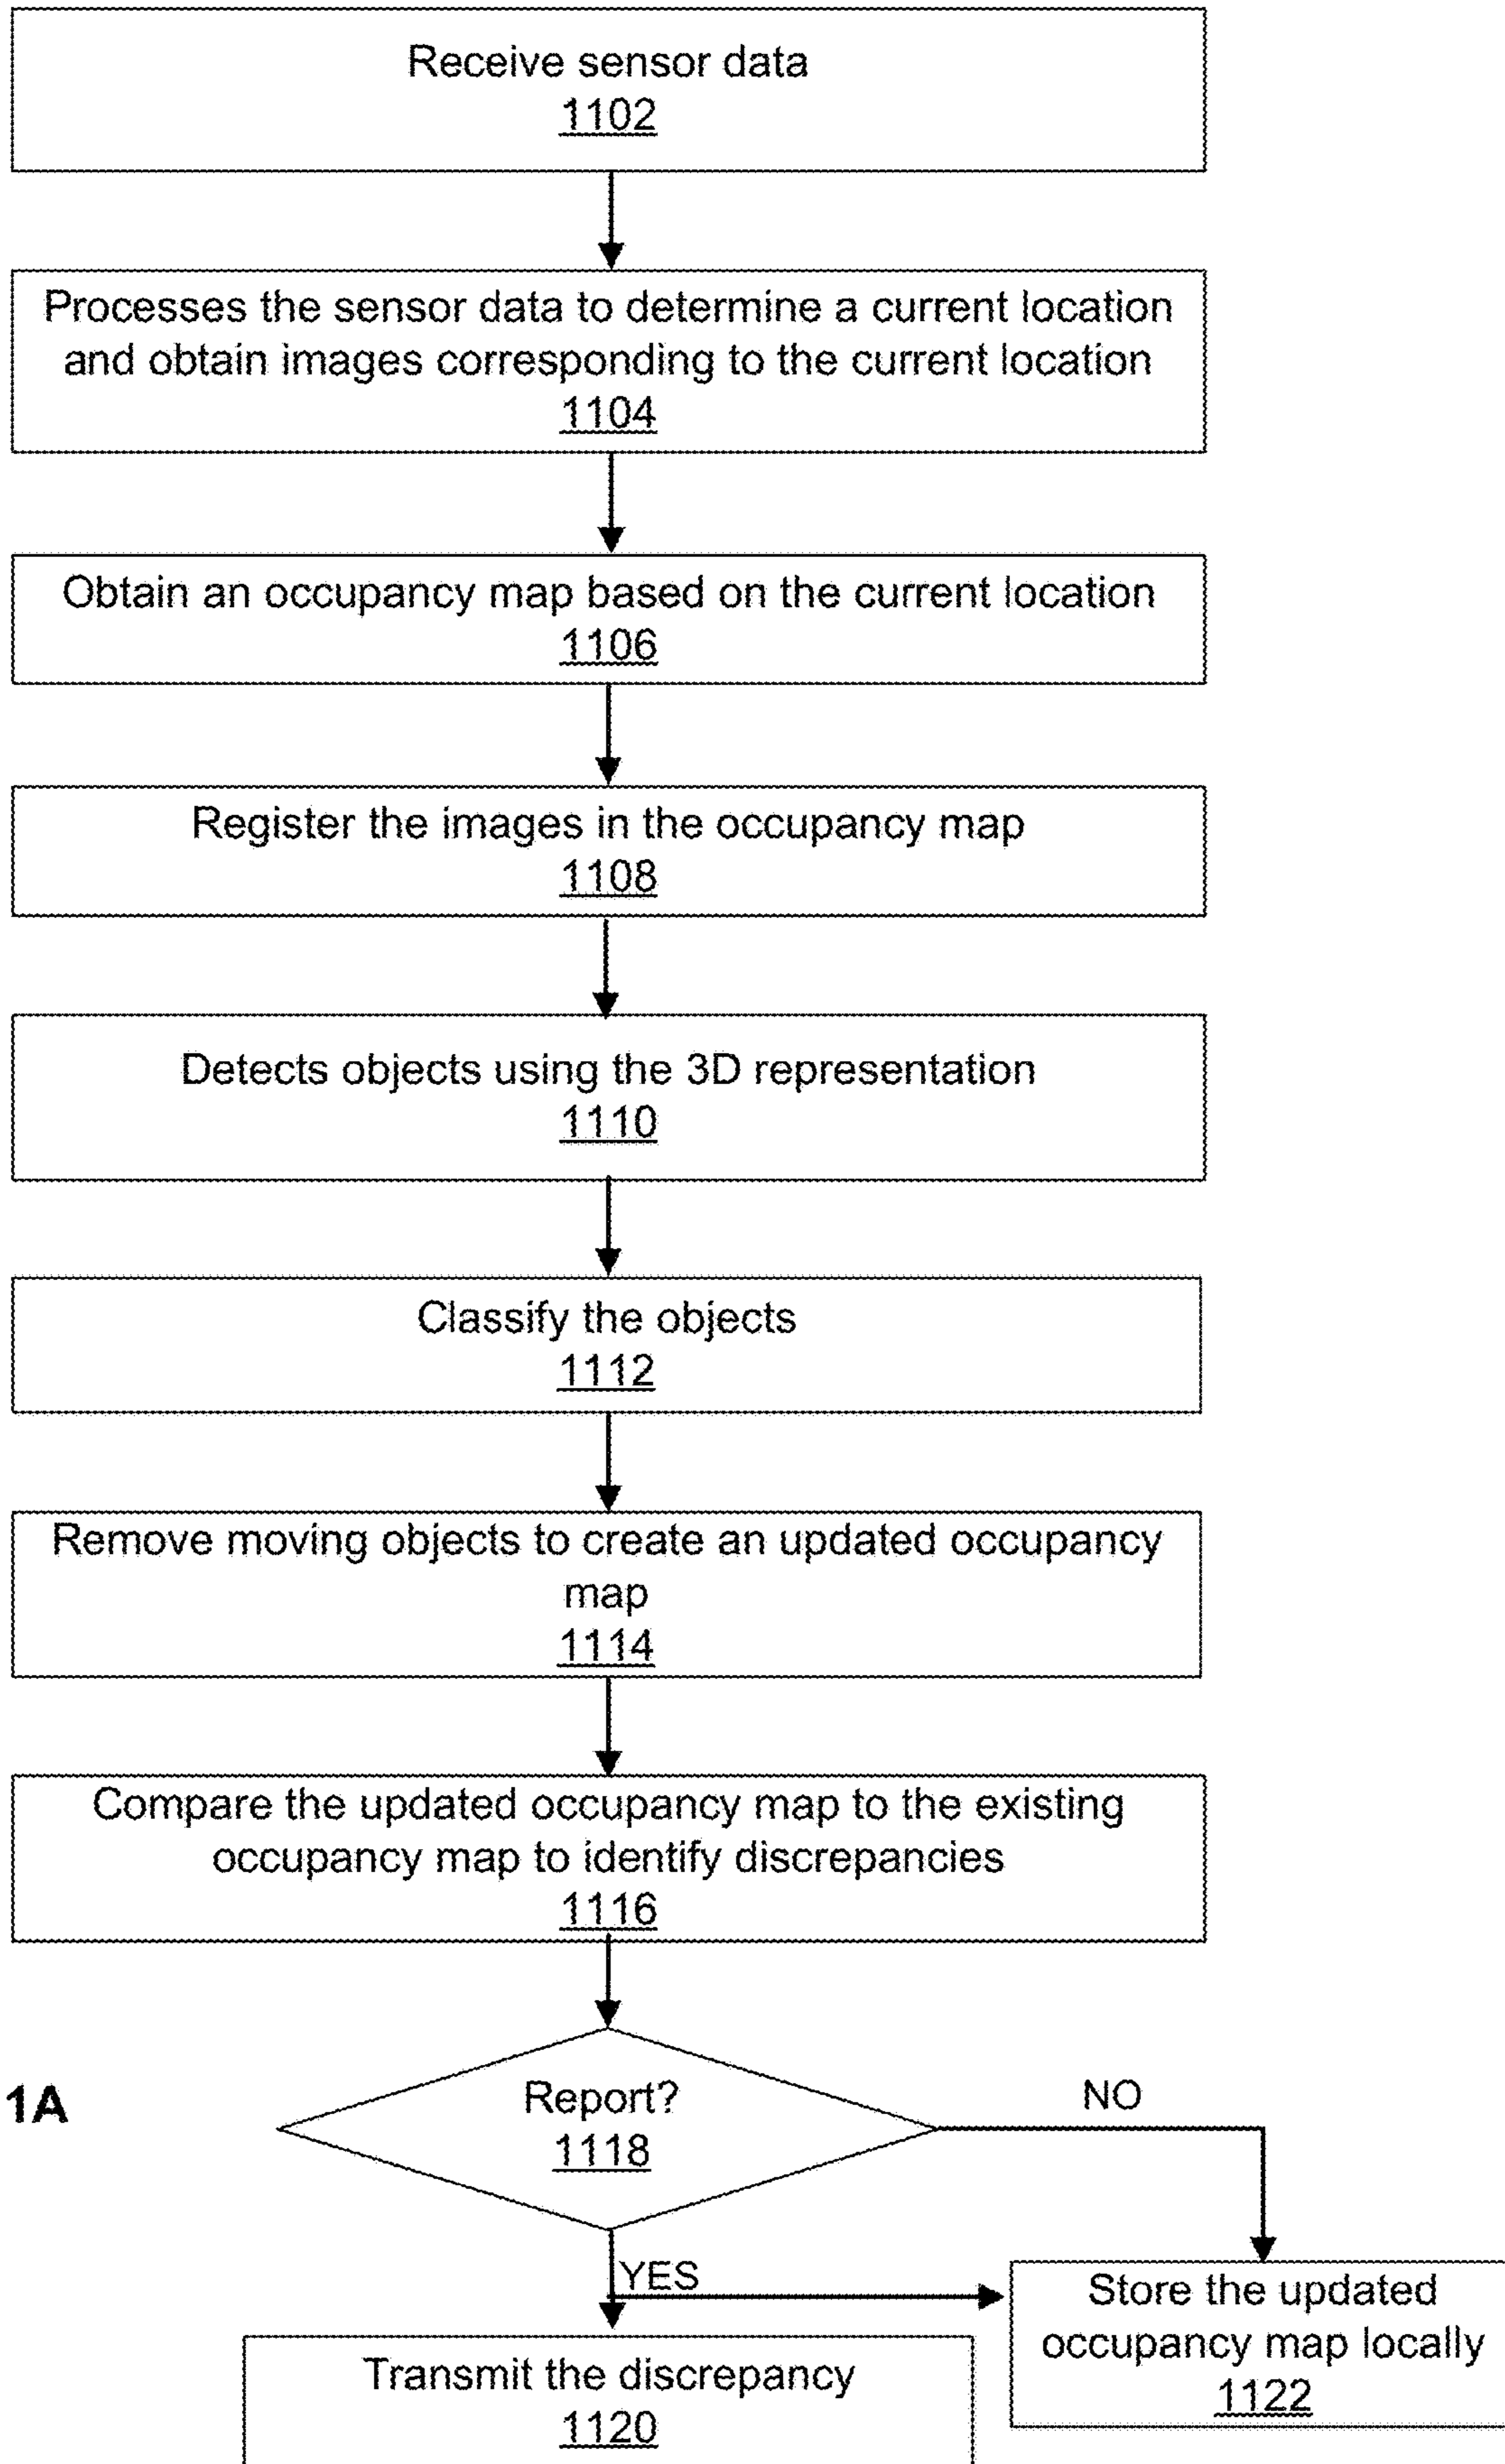 Receive sensor data
1102
Processes the sensor data to determine a current location
and obtain images corresponding to the current location
1104
Obtain an occupancy map based on the current location
1106
Register the images in the occupancy map
1108
Detects objects using the 3D representation
1110
Classify the objects
1112
Remove moving objects to create an updated occupancy
map
1114
Compare the updated occupancy map to the existing
occupancy map to identify discrepancies
1116
1A
Report?
1118
NO
YES
Store the updated
occupancy map locally
1122
Transmit the discrepancy
1120